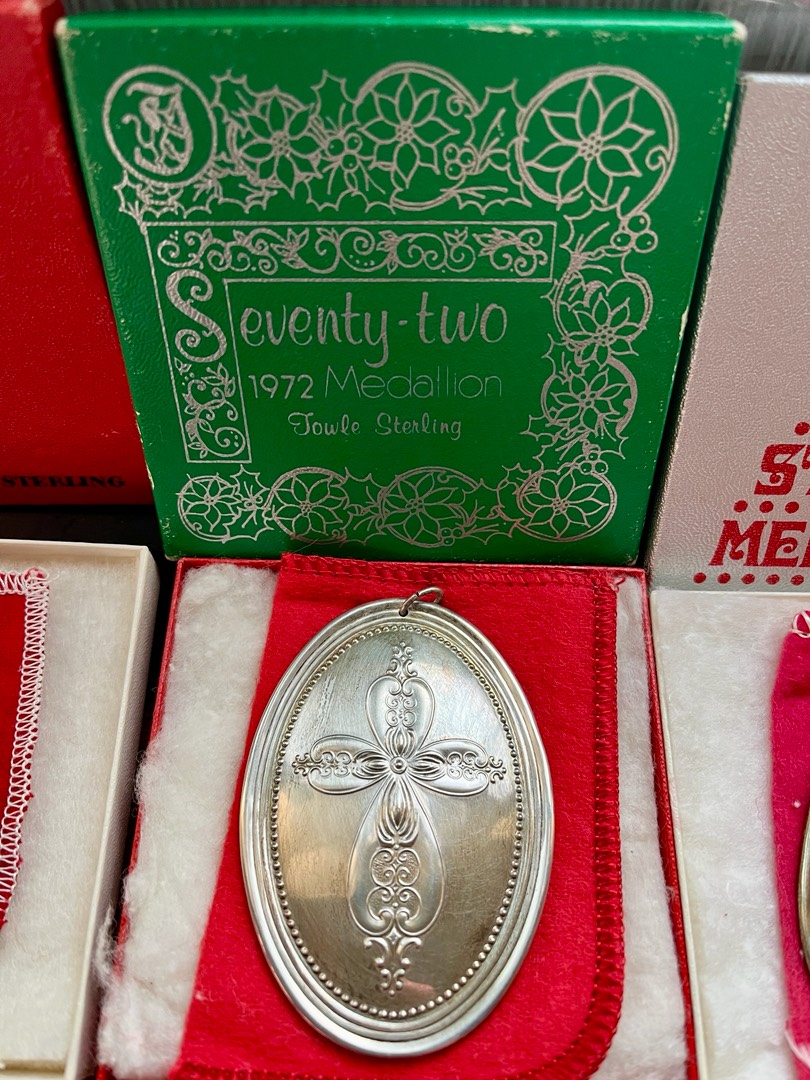 Seventy-two
1972 Medallion
Towle Sterling
STERLING